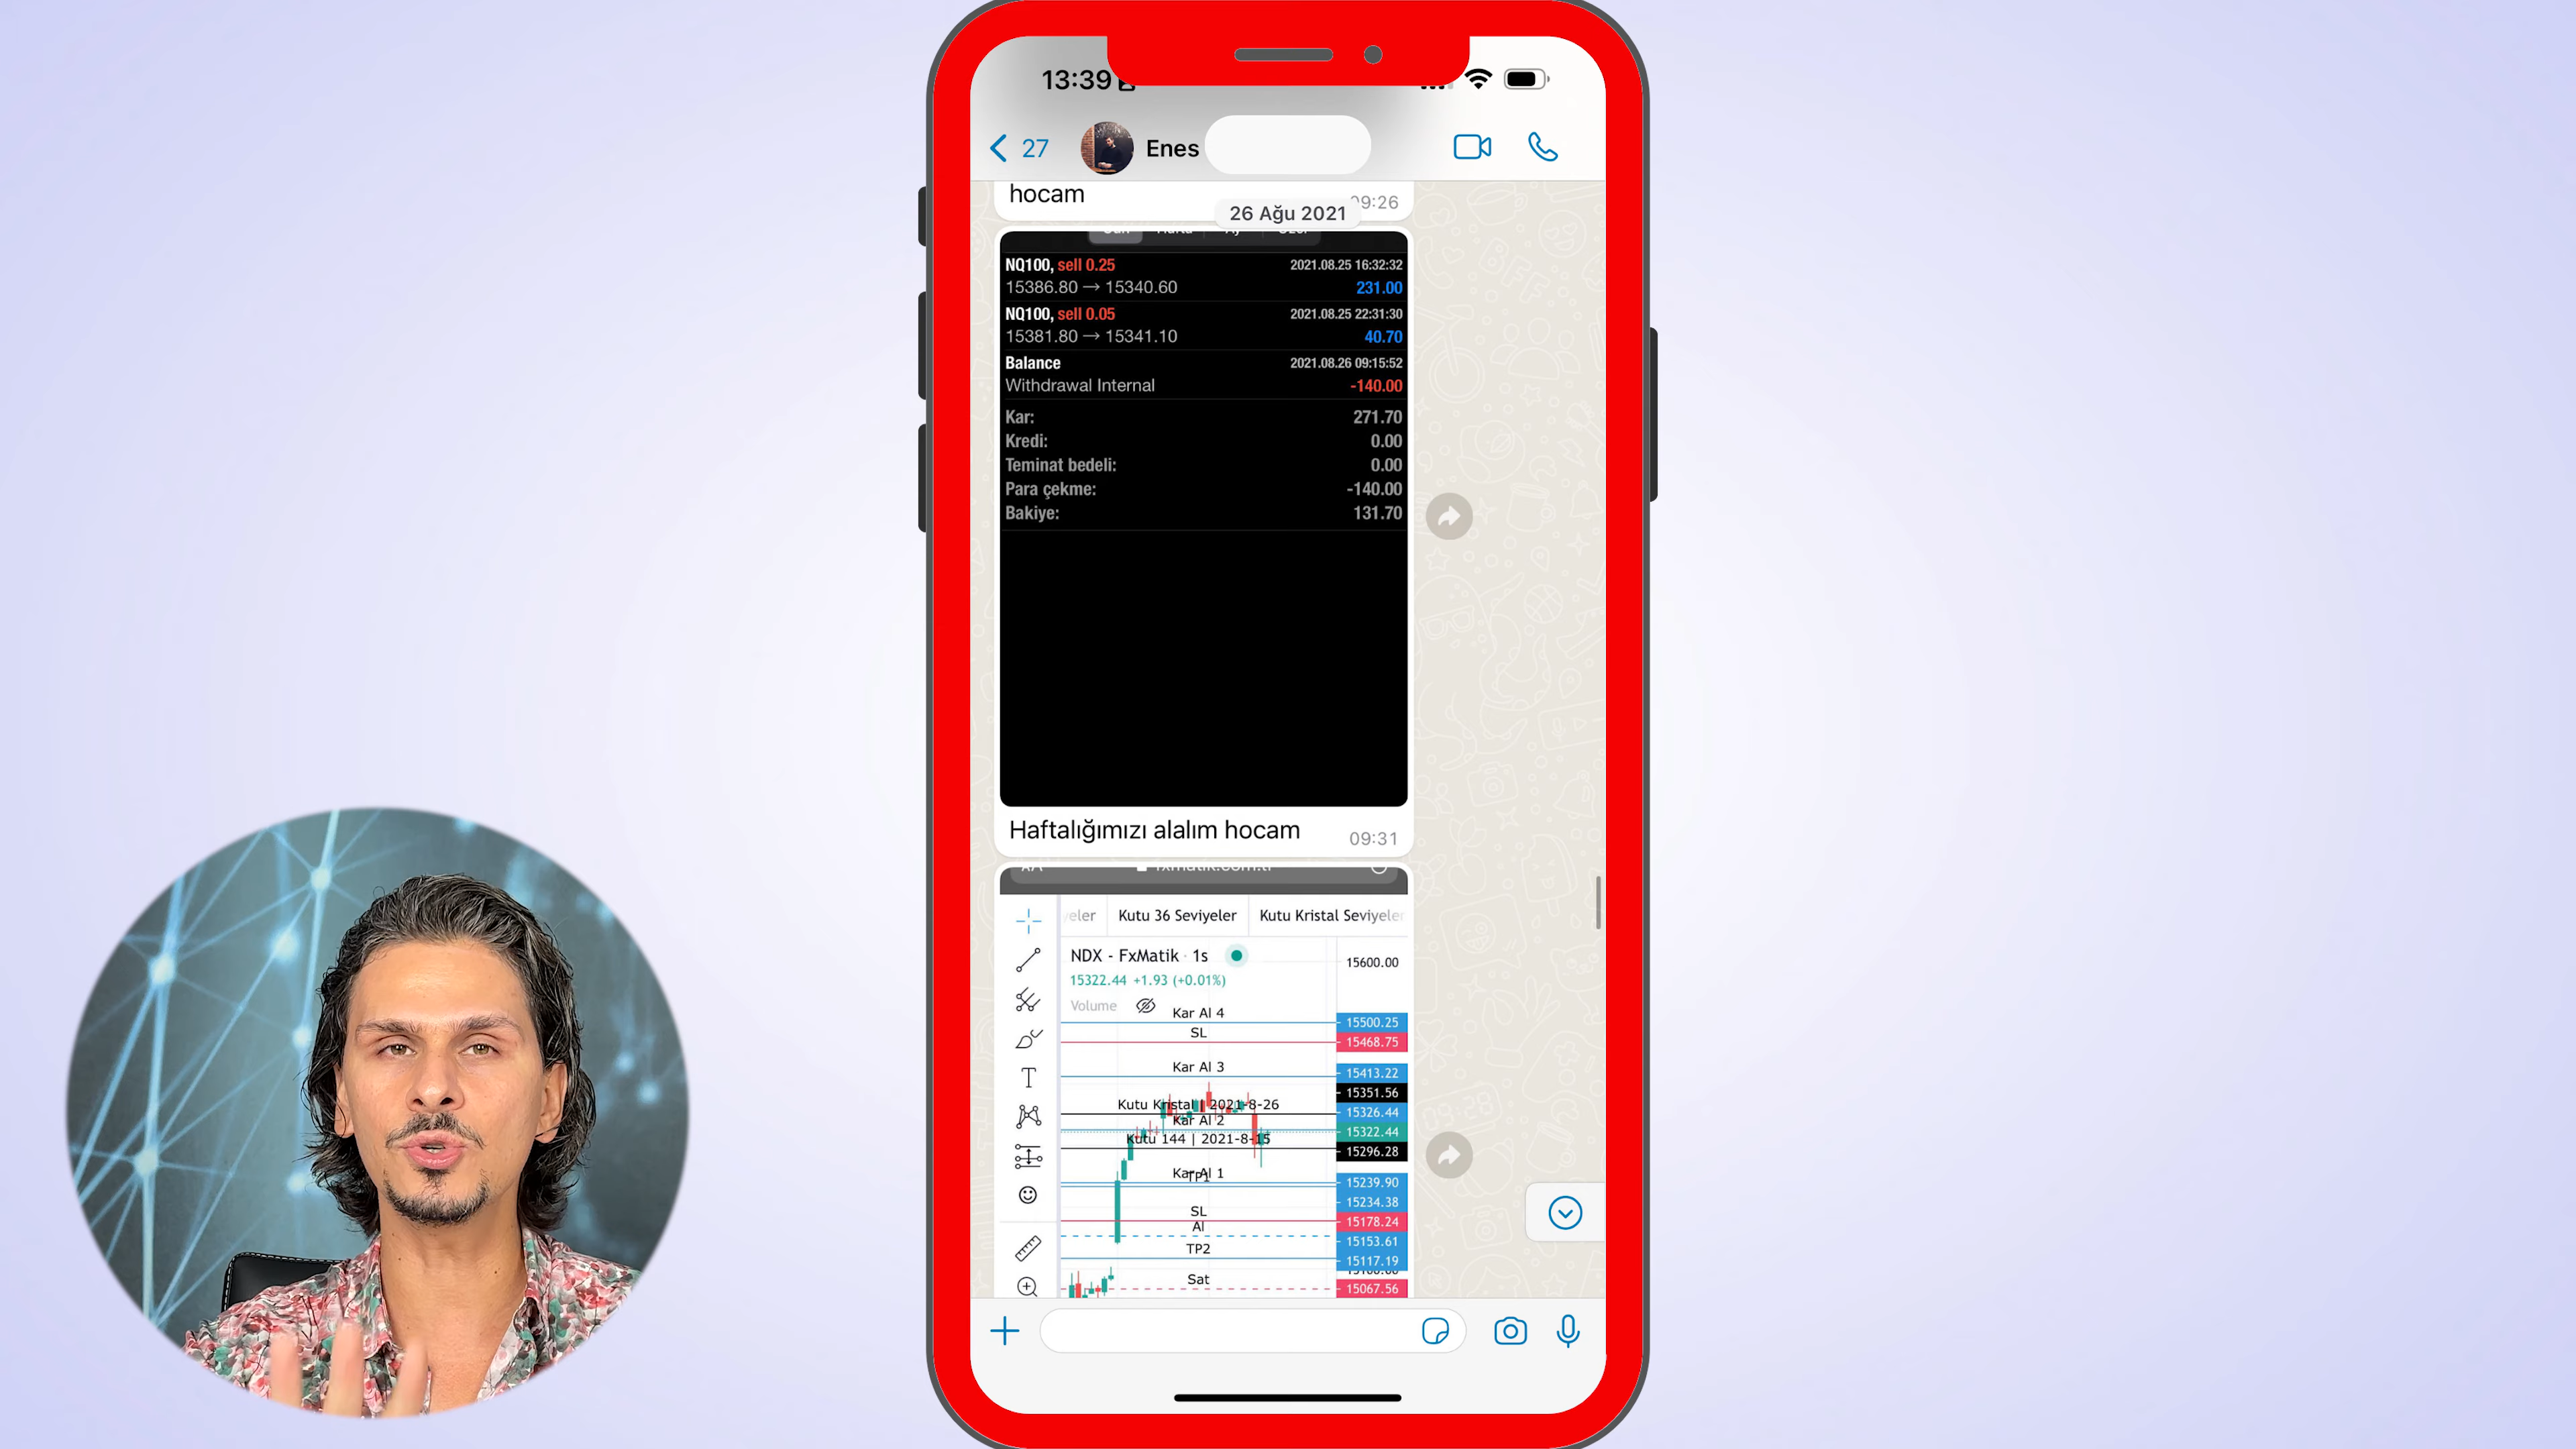 13:39
27
Enes
hocam
09:26
26 Ağu 2021
NQ100, sell 0.25
2021.08.25 16:32:32
15386.80 → 15340.60
231.00
NQ100, sell 0.05
2021.08.25 22:31:30
15381.80 → 15341.10
40.70
Balance
2021.08.26 09:15:52
Withdrawal Internal
-140.00
Kar:
271.70
Kredi:
0.00
Teminat bedeli:
0.00
Para çekme:
-140.00
Bakiye:
131.70
Haftalığımızı alalım hocam
09:31
Kutu 36 Seviyeler
Kutu Kristal Seviyeler
NDX - FxMatik · 1s
15600.00
15322.44 +1.93 (+0.01%)
Volume
Kar Al 4
15500.25
SL
15468.75
Kar Al 3
15413.22
15351.56
Kutu Kristal | 2021-8-26
15326.44
Kar Al 2
15322.44
Kutu 144 | 2021-8-15
15296.28
Kar Al 1
TP1
15239.90
15234.38
SL
15178.24
Al
15153.61
TP2
15117.19
Sat
15067.56